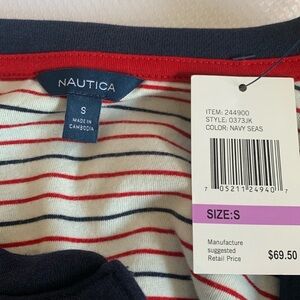 NAUTICA
S
MADE IN
CAMBODIA
ITEM: 244900
STYLE: 0373JK
COLOR: NAVY SEAS
7 05211 24940 7
SIZE:S
Manufacture
suggested
Retail Price
$69.50